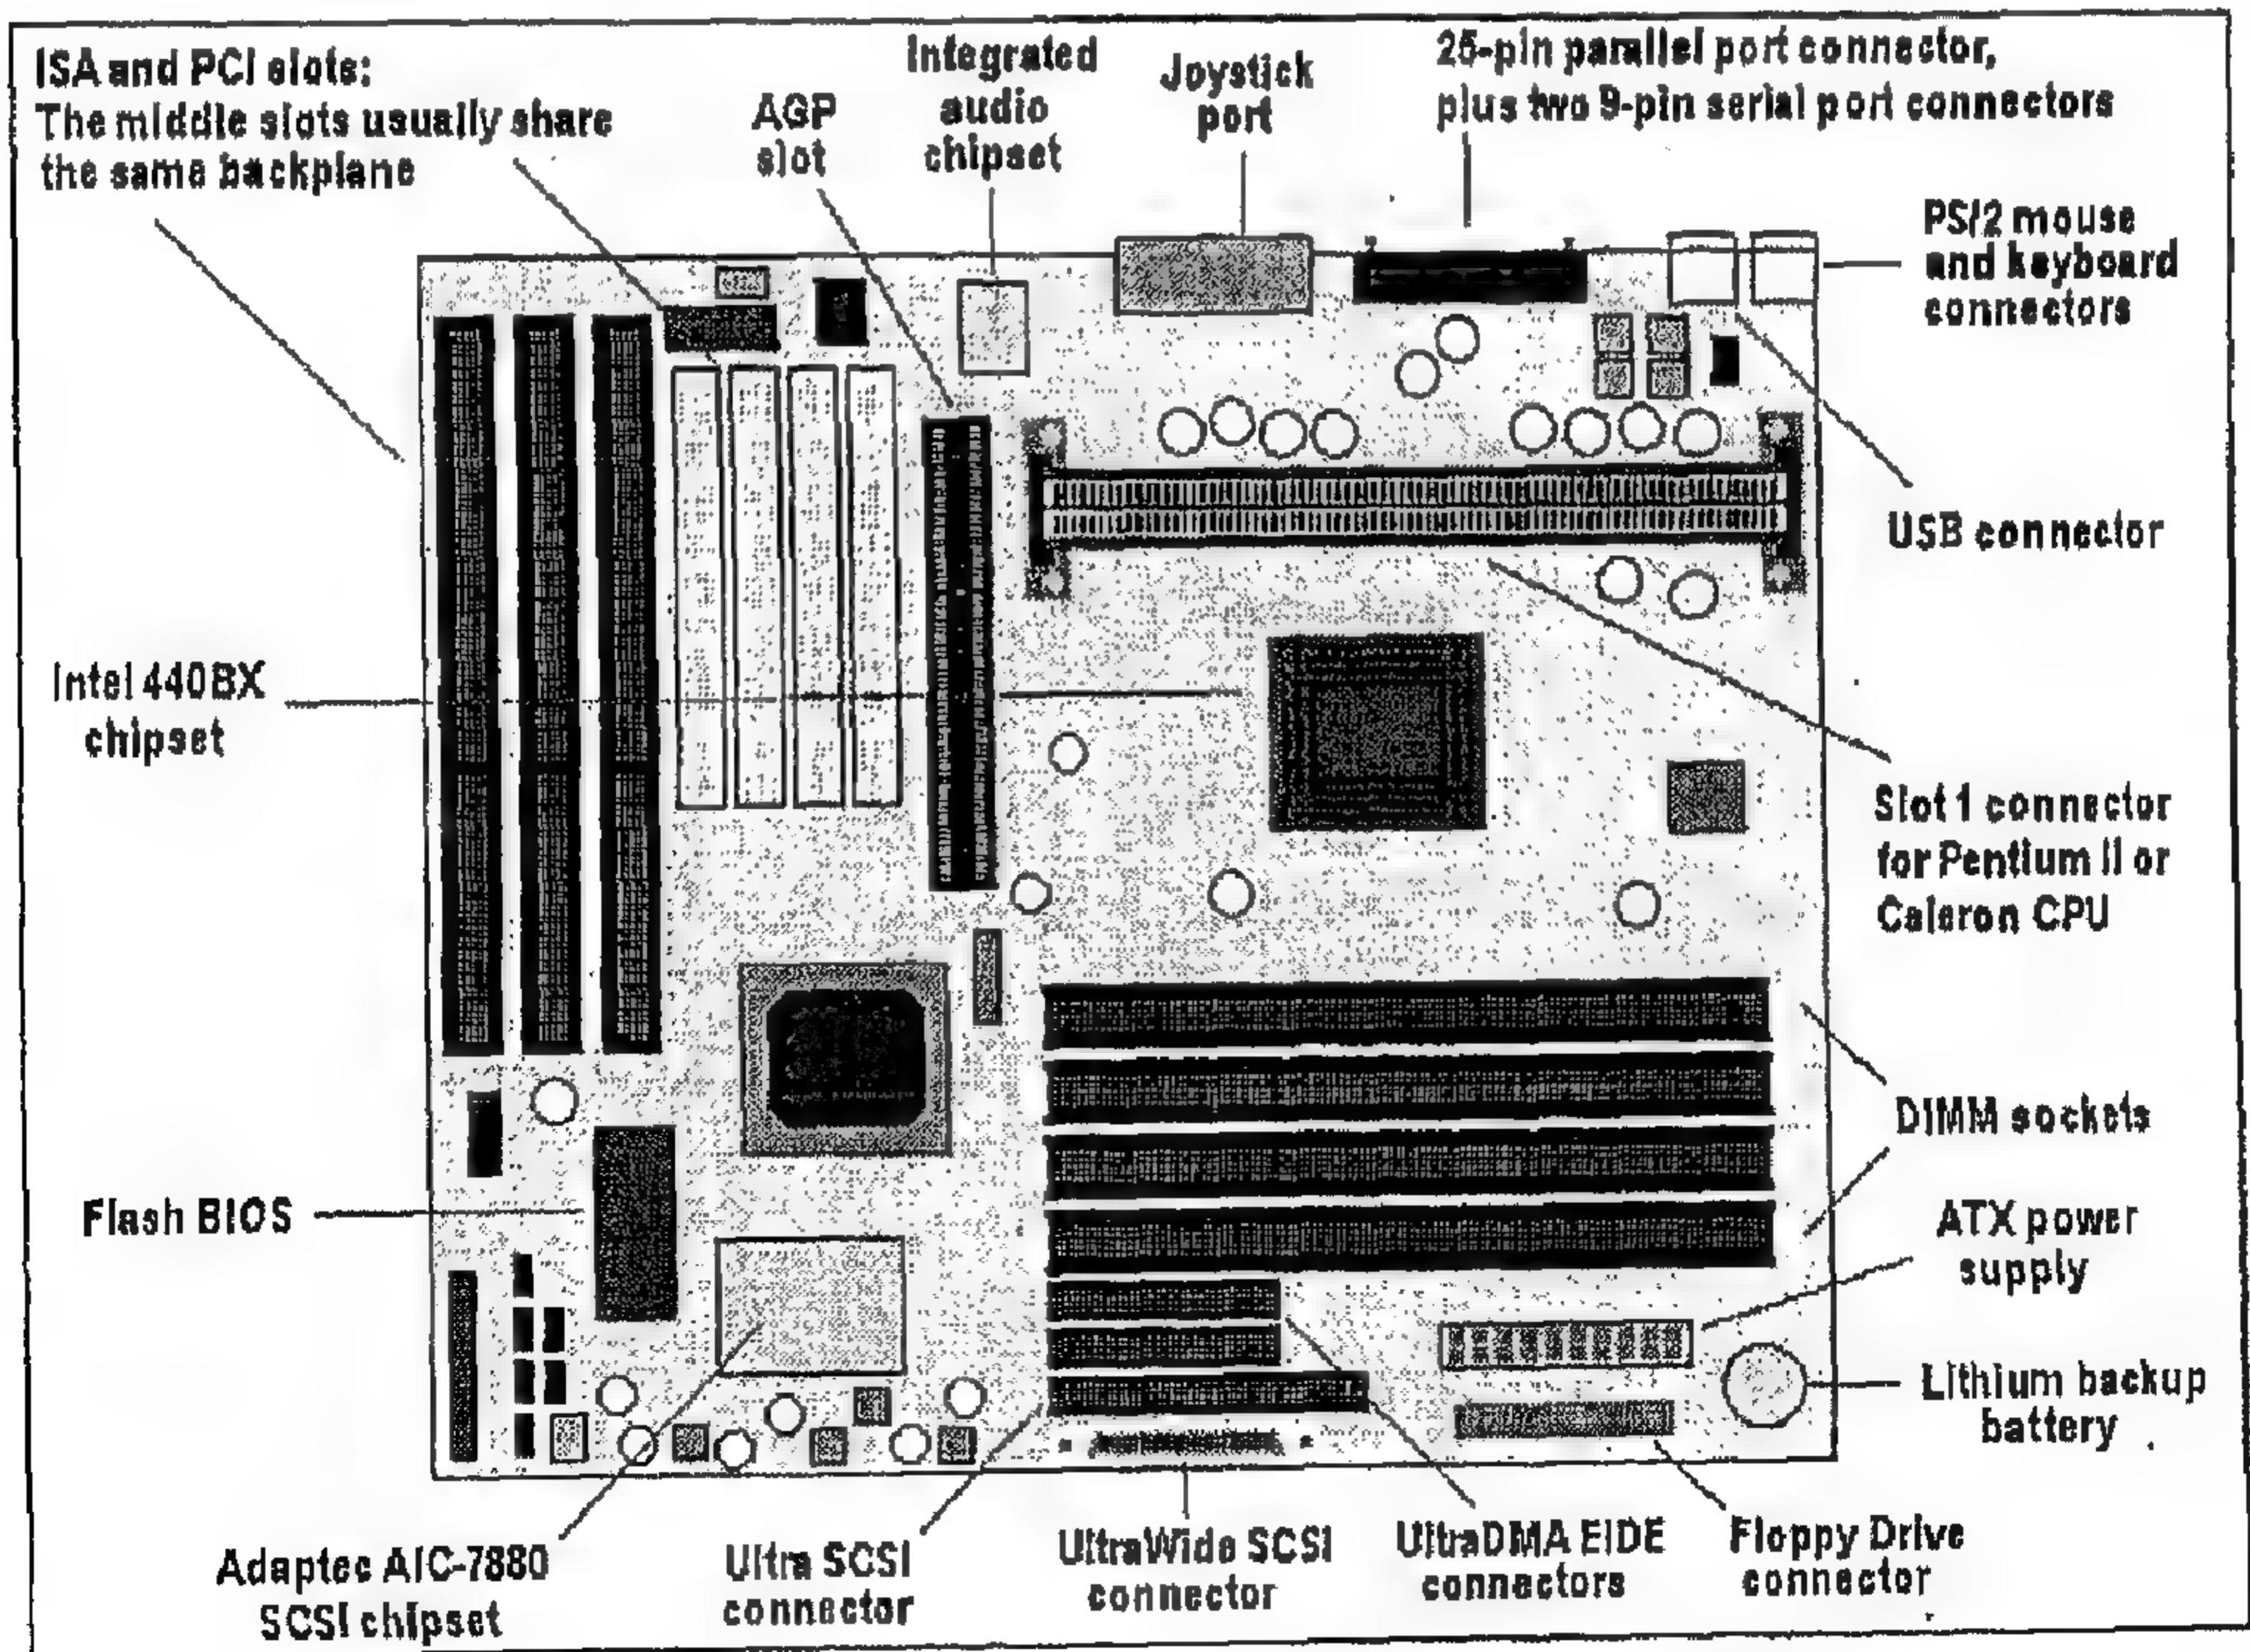 ISA and PCI slots:
The middle slots usually share
the same backplane
AGP
slot
Integrated
audio
chipset
Joystick
port
25-pin parallel port connector,
plus two 9-pin serial port connectors
PS/2 mouse
and keyboard
connectors
USB connector
Intel 440BX
chipset
Slot 1 connector
for Pentium II or
Celeron CPU
DIMM sockets
Flash BIOS
ATX power
supply
Lithium backup
battery
Adaptec AIC-7880
SCSI chipset
Ultra SCSI
connector
UltraWide SCSI
connector
UltraDMA EIDE
connectors
Floppy Drive
connector